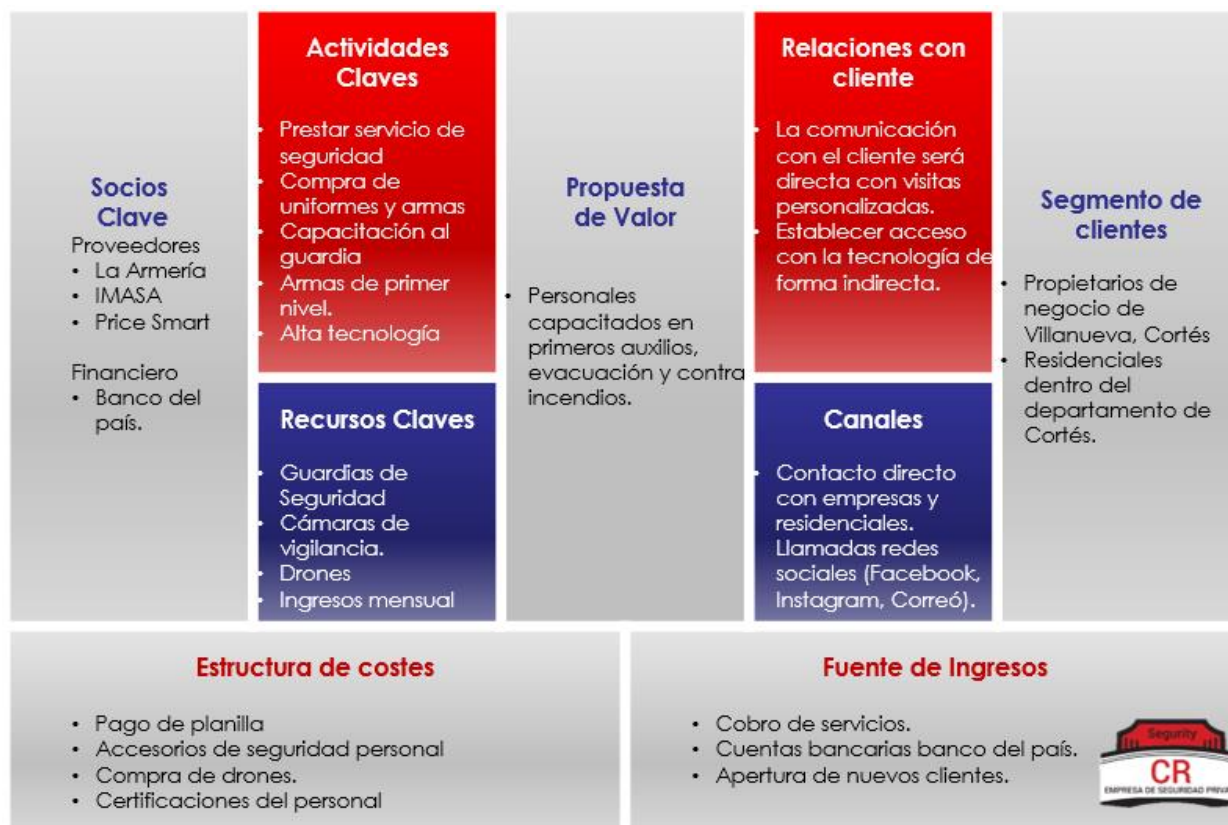 Socios
Clave
Proveedores
• La Armería
• IMASA
• Price Smart
Financiero
• Banco del
país.
Actividades
Claves
• Prestar servicio de
seguridad
• Compra de
uniformes y armas
• Capacitación al
guardia
• Armas de primer
nivel.
• Alta tecnología
Recursos Claves
• Guardias de
Seguridad
• Cámaras de
vigilancia.
• Drones
• Ingresos mensual
Propuesta
de Valor
• Personales
capacitados en
primeros auxilios,
evacuación y contra
incendios.
Relaciones con
cliente
• La comunicación
con el cliente será
directa con visitas
personalizadas.
• Establecer acceso
con la tecnología de
forma indirecta.
Canales
• Contacto directo
con empresas y
residenciales.
Llamadas redes
sociales (Facebook,
Instagram, Correó).
Segmento de
clientes
• Propietarios de
negocio de
Villanueva, Cortés
• Residenciales
dentro del
departamento de
Cortés.
Estructura de costes
• Pago de planilla
• Accesorios de seguridad personal
• Compra de drones.
• Certificaciones del personal
Fuente de Ingresos
• Cobro de servicios.
• Cuentas bancarias banco del país.
• Apertura de nuevos clientes.
Segurity
CR
EMPRESA DE SEGURIDAD PRIVA